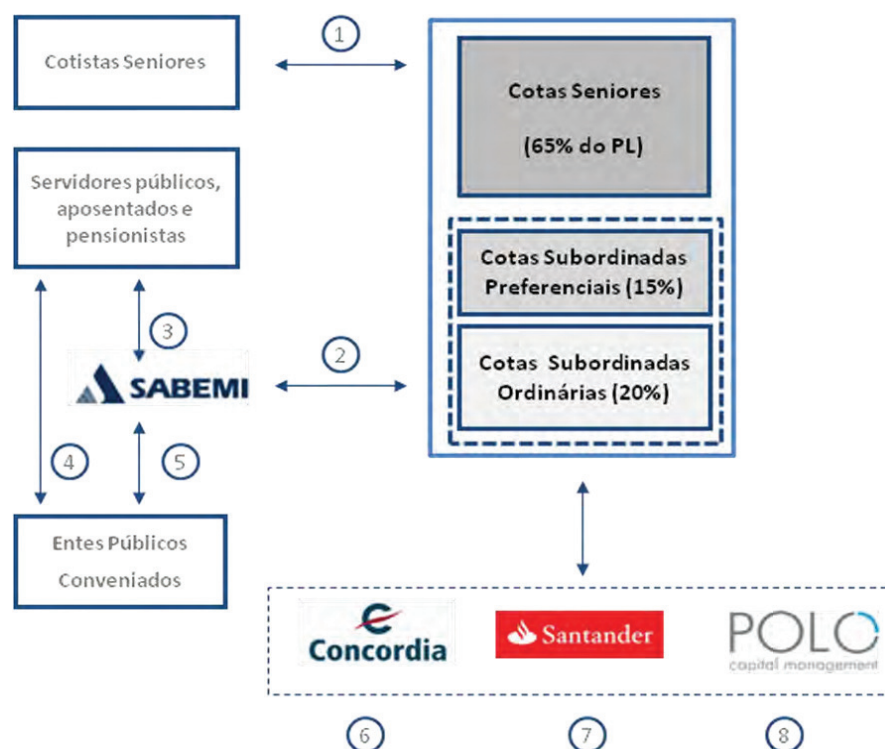 1
Cotistas Seniores
Cotas Seniores
(65% do PL)
Servidores públicos,
aposentados e
pensionistas
Cotas Subordinadas
Preferenciais (15%)
3
SABEMI
2
Cotas Subordinadas
Ordinárias (20%)
4
5
Entes Públicos
Conveniados
Concordia
Santander
POLO
capital management
6
7
8